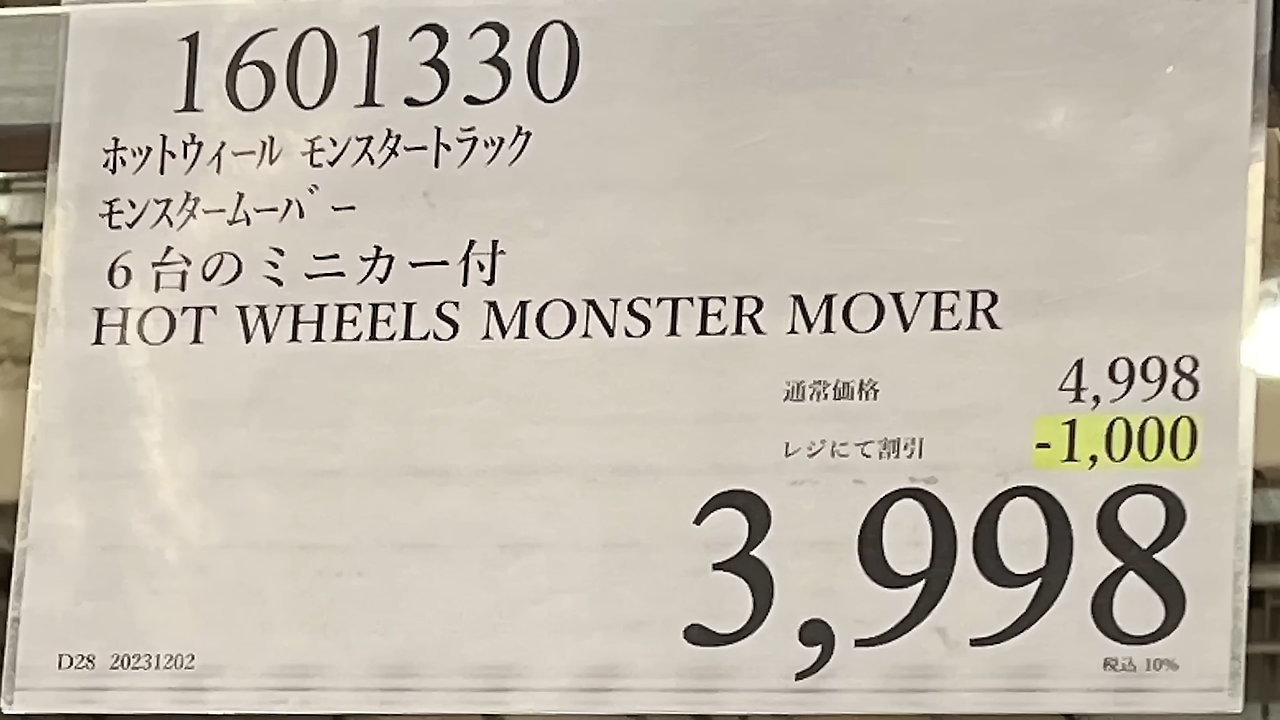 1601330
ホットウィール モンスタートラック
モンスタームーバー
6台のミニカー付
HOT WHEELS MONSTER MOVER
通常価格 4,998
レジにて割引 -1,000
3,998
D28 20231202 税込 10%